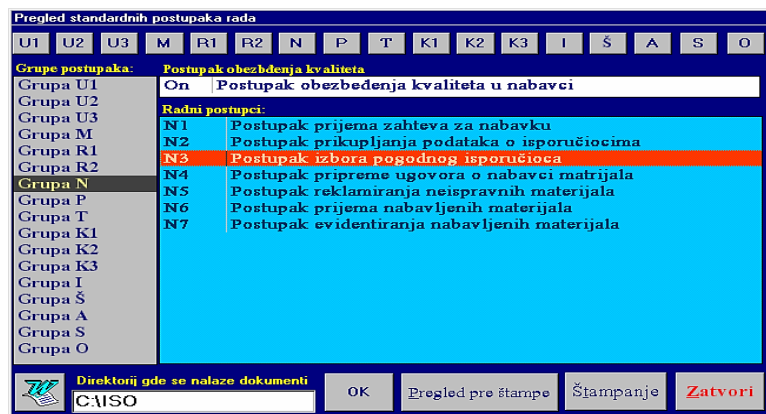 Pregled standardnih postupaka rada
U1 U2 U3 M R1 R2 N P T K1 K2 K3 I Š A S O
Grupe postupaka:
Grupa U1
Grupa U2
Grupa U3
Grupa M
Grupa R1
Grupa R2
Grupa N
Grupa P
Grupa T
Grupa K1
Grupa K2
Grupa K3
Grupa I
Grupa Š
Grupa A
Grupa S
Grupa O
Postupak obezbđenja kvaliteta
On Postupak obezbeđenja kvaliteta u nabavci
Radni postupci:
N1 Postupak prijema zahteva za nabavku
N2 Postupak prikupljanja podataka o isporučiocima
N3 Postupak izbora pogodnog isporučioca
N4 Postupak pripreme ugovora o nabavci matrijala
N5 Postupak reklamiranja neispravnih materijala
N6 Postupak prijema nabavljenih materijala
N7 Postupak evidentiranja nabavljenih materijala
Direktorij gde se nalaze dokumenti
C:\ISO
OK
Pregled pre štampe
Štampanje
Zatvori